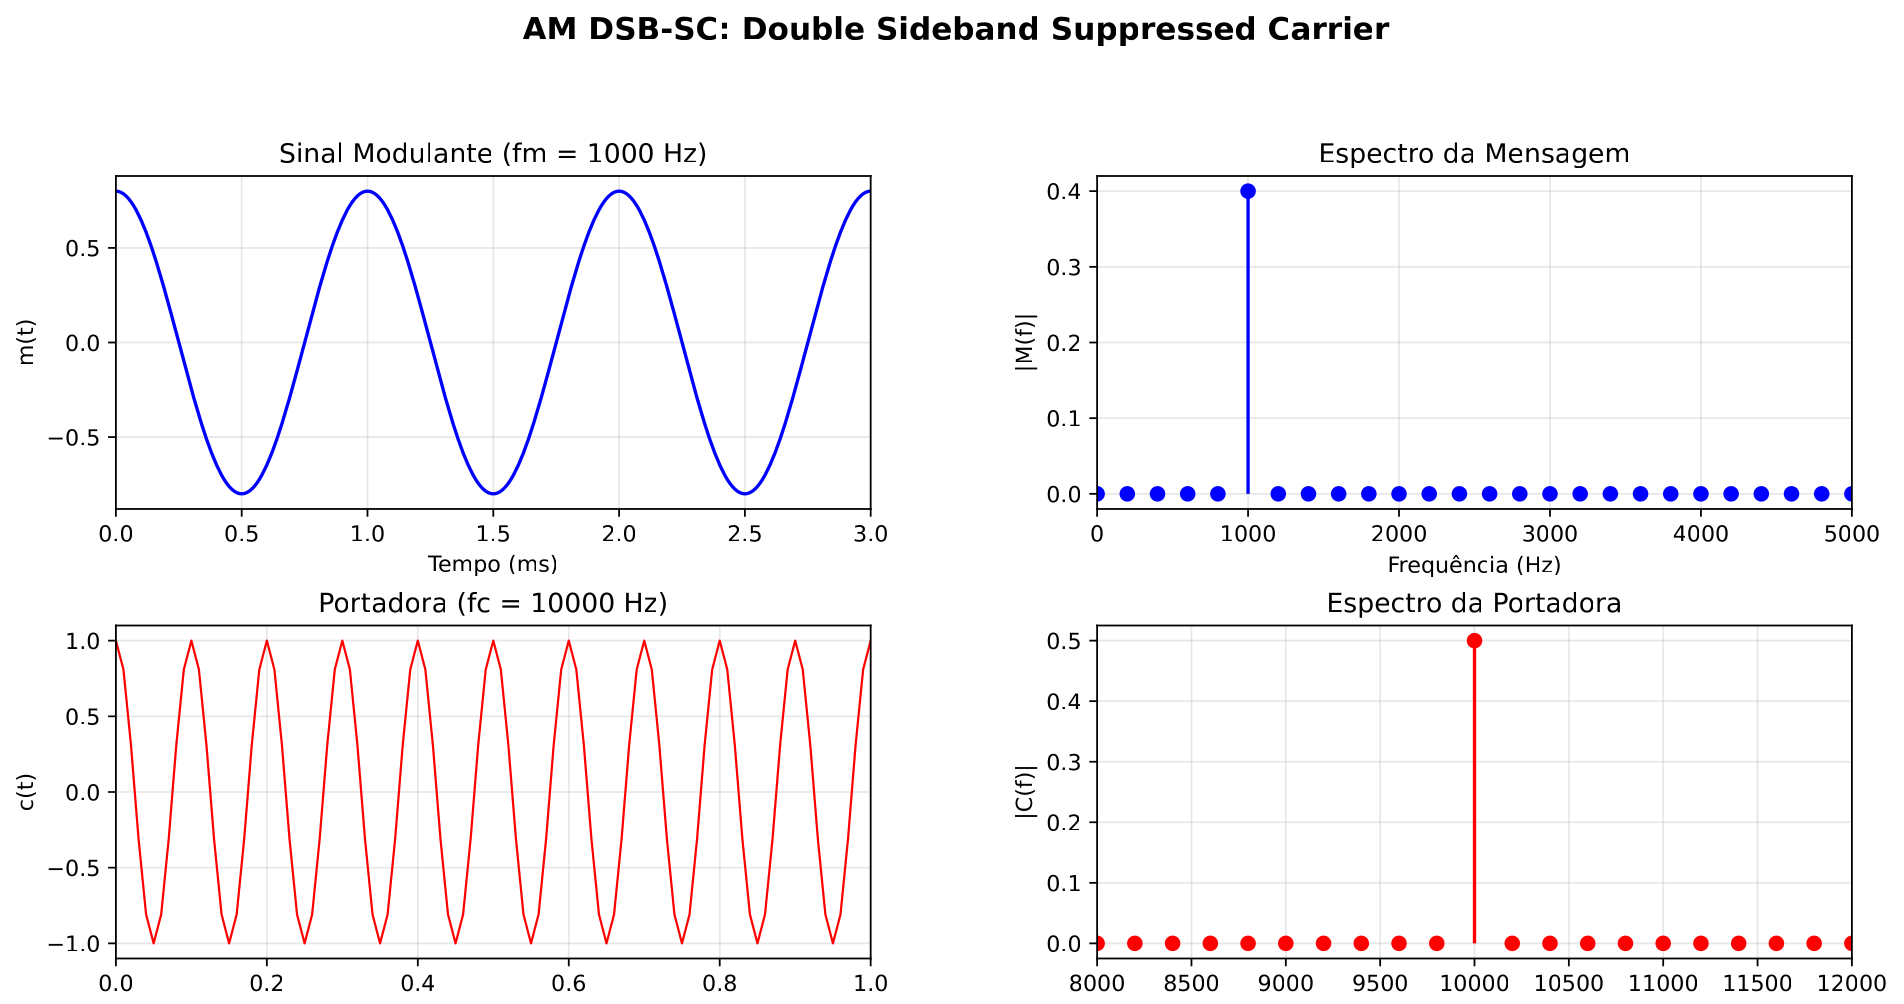 AM DSB-SC: Double Sideband Suppressed Carrier
Sinal Modulante (fm = 1000 Hz)
m(t)
0.5
0.0
−0.5
0.0 0.5 1.0 1.5 2.0 2.5 3.0
Tempo (ms)
Espectro da Mensagem
|M(f)|
0.4
0.3
0.2
0.1
0.0
0 1000 2000 3000 4000 5000
Frequência (Hz)
Portadora (fc = 10000 Hz)
c(t)
1.0
0.5
0.0
−0.5
−1.0
0.0 0.2 0.4 0.6 0.8 1.0
Espectro da Portadora
|C(f)|
0.5
0.4
0.3
0.2
0.1
0.0
8000 8500 9000 9500 10000 10500 11000 11500 12000